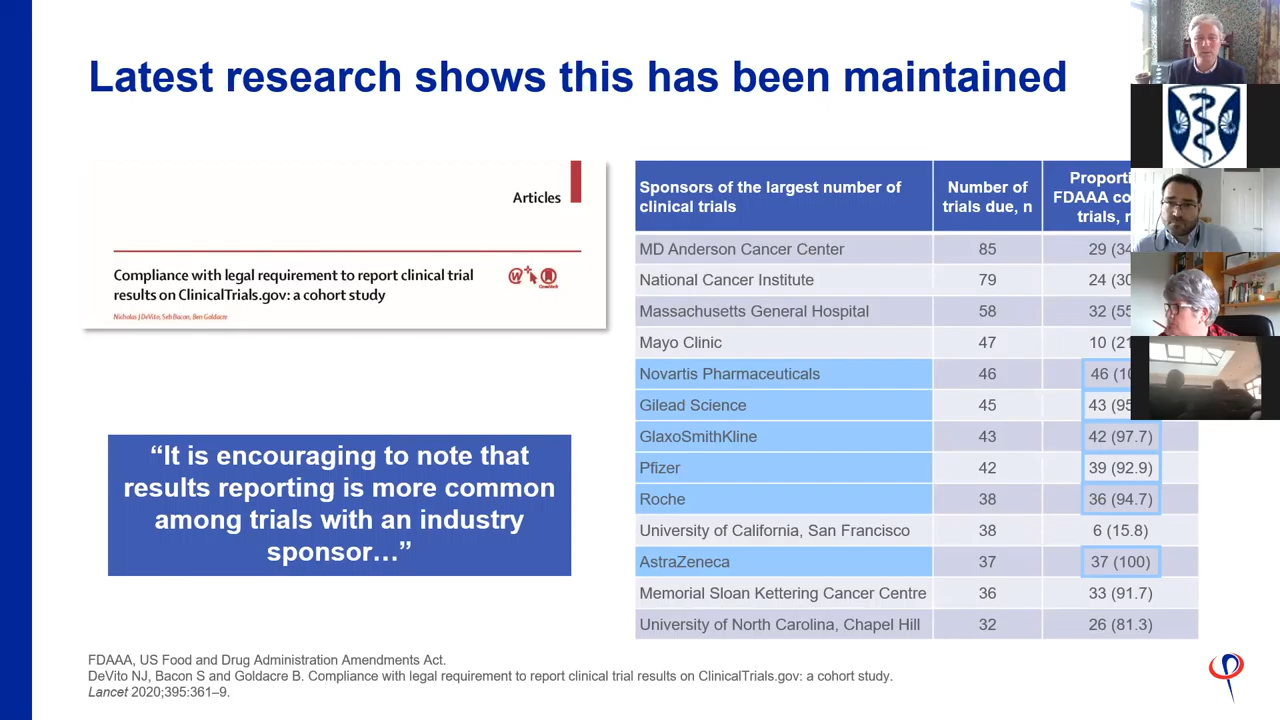 Latest research shows this has been maintained
Articles
Compliance with legal requirement to report clinical trial
results on ClinicalTrials.gov: a cohort study
Nicholas J DeVito, Seb Bacon, Ben Goldacre
“It is encouraging to note that
results reporting is more common
among trials with an industry
sponsor…”
Sponsors of the largest number of
clinical trials
Number of
trials due, n
FDAAA
trials,
MD Anderson Cancer Center 85 29
National Cancer Institute 79 24
Massachusetts General Hospital 58 32
Mayo Clinic 47 10
Novartis Pharmaceuticals 46 46
Gilead Science 45 43
GlaxoSmithKline 43 42 (97.7)
Pfizer 42 39 (92.9)
Roche 38 36 (94.7)
University of California, San Francisco 38 6 (15.8)
AstraZeneca 37 37 (100)
Memorial Sloan Kettering Cancer Centre 36 33 (91.7)
University of North Carolina, Chapel Hill 32 26 (81.3)
FDAAA, US Food and Drug Administration Amendments Act.
DeVito NJ, Bacon S and Goldacre B. Compliance with legal requirement to report clinical trial results on ClinicalTrials.gov: a cohort study.
Lancet 2020;395:361–9.